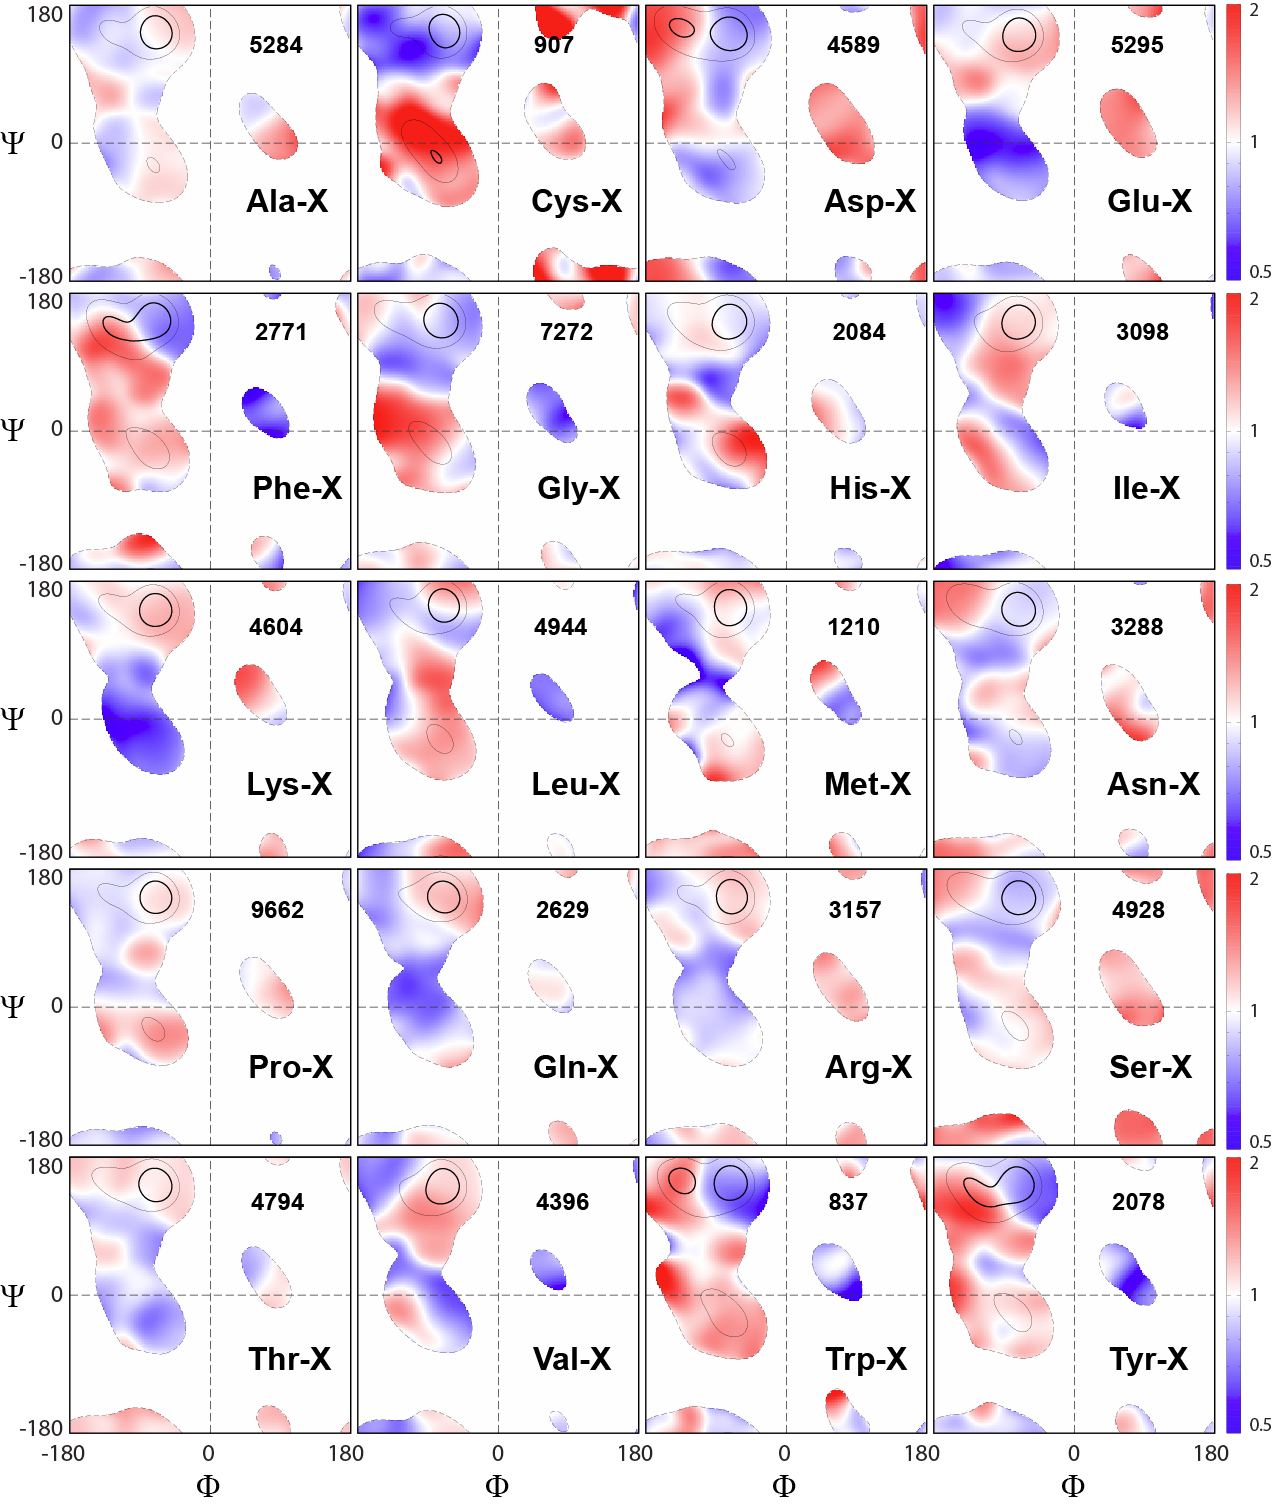 180 2
5284 907 4589 5295
Ψ 0 1
Ala-X Cys-X Asp-X Glu-X
-180 0.5
180 2
2771 7272 2084 3098
Ψ 0 1
Phe-X Gly-X His-X Ile-X
-180 0.5
180 2
4604 4944 1210 3288
Ψ 0 1
Lys-X Leu-X Met-X Asn-X
-180 0.5
180 2
9662 2629 3157 4928
Ψ 0 1
Pro-X Gln-X Arg-X Ser-X
-180 0.5
180 2
4794 4396 837 2078
Ψ 0 1
Thr-X Val-X Trp-X Tyr-X
-180 0.5
-180 0 180 0 180 0 180 0 180
Φ Φ Φ Φ